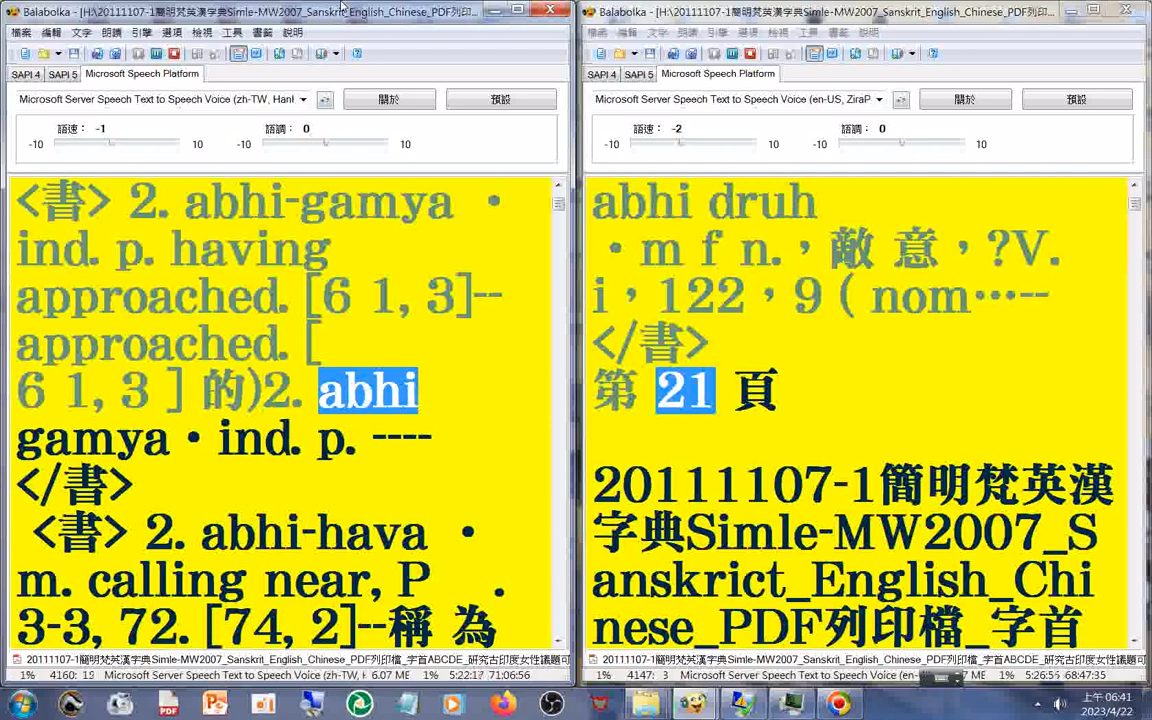 Balabolka - [H:\20111107-1簡明梵英漢字典Simle-MW2007_Sanskrit_English_Chinese_PDF列印...
檔案 編輯 文字 朗讀 引擎 選項 檢視 工具 書籤 說明
SAPI 4 SAPI 5 Microsoft Speech Platform
Microsoft Server Speech Text to Speech Voice (zh-TW, Hanl
關於 預設
語速： -1 語調： 0
-10 10 -10 10
<書> 2. abhi-gamya •
ind. p. having
approached. [6 1, 3]--
approached. [
6 1, 3 ] 的)2. abhi
gamya • ind. p. ----
</書>
<書> 2. abhi-hava •
m. calling near, P .
3-3, 72. [74, 2]--稱 為
20111107-1簡明梵英漢字典Simle-MW2007_Sanskrit_English_Chinese_PDF列印檔_字首ABCDE_研究古印度女性議題可
1% 4160: 19 Microsoft Server Speech Text to Speech Voice (zh-TW, H 6.07 ME 1% 5:22:17 71:06:56
Balabolka - [H:\20111107-1簡明梵英漢字典Simle-MW2007_Sanskrit_English_Chinese_PDF列印...
檔案 編輯 文字 朗讀 引擎 選項 檢視 工具 書籤 說明
SAPI 4 SAPI 5 Microsoft Speech Platform
Microsoft Server Speech Text to Speech Voice (en-US, ZiraP
關於 預設
語速： -2 語調： 0
-10 10 -10 10
abhi druh
• m f n.，敵 意，?V.
i，122，9 ( nom…--
</書>
第 21 頁
20111107-1簡明梵英漢
字典Simle-MW2007_S
anskrict_English_Chi
nese_PDF列印檔_字首
20111107-1簡明梵英漢字典Simle-MW2007_Sanskrit_English_Chinese_PDF列印檔_字首ABCDE_研究古印度女性議題可
1% 4147: 3 Microsoft Server Speech Text to Speech Voice (en-US, Z 1% 5:26:55 68:47:35
上午 06:41
2023/4/22